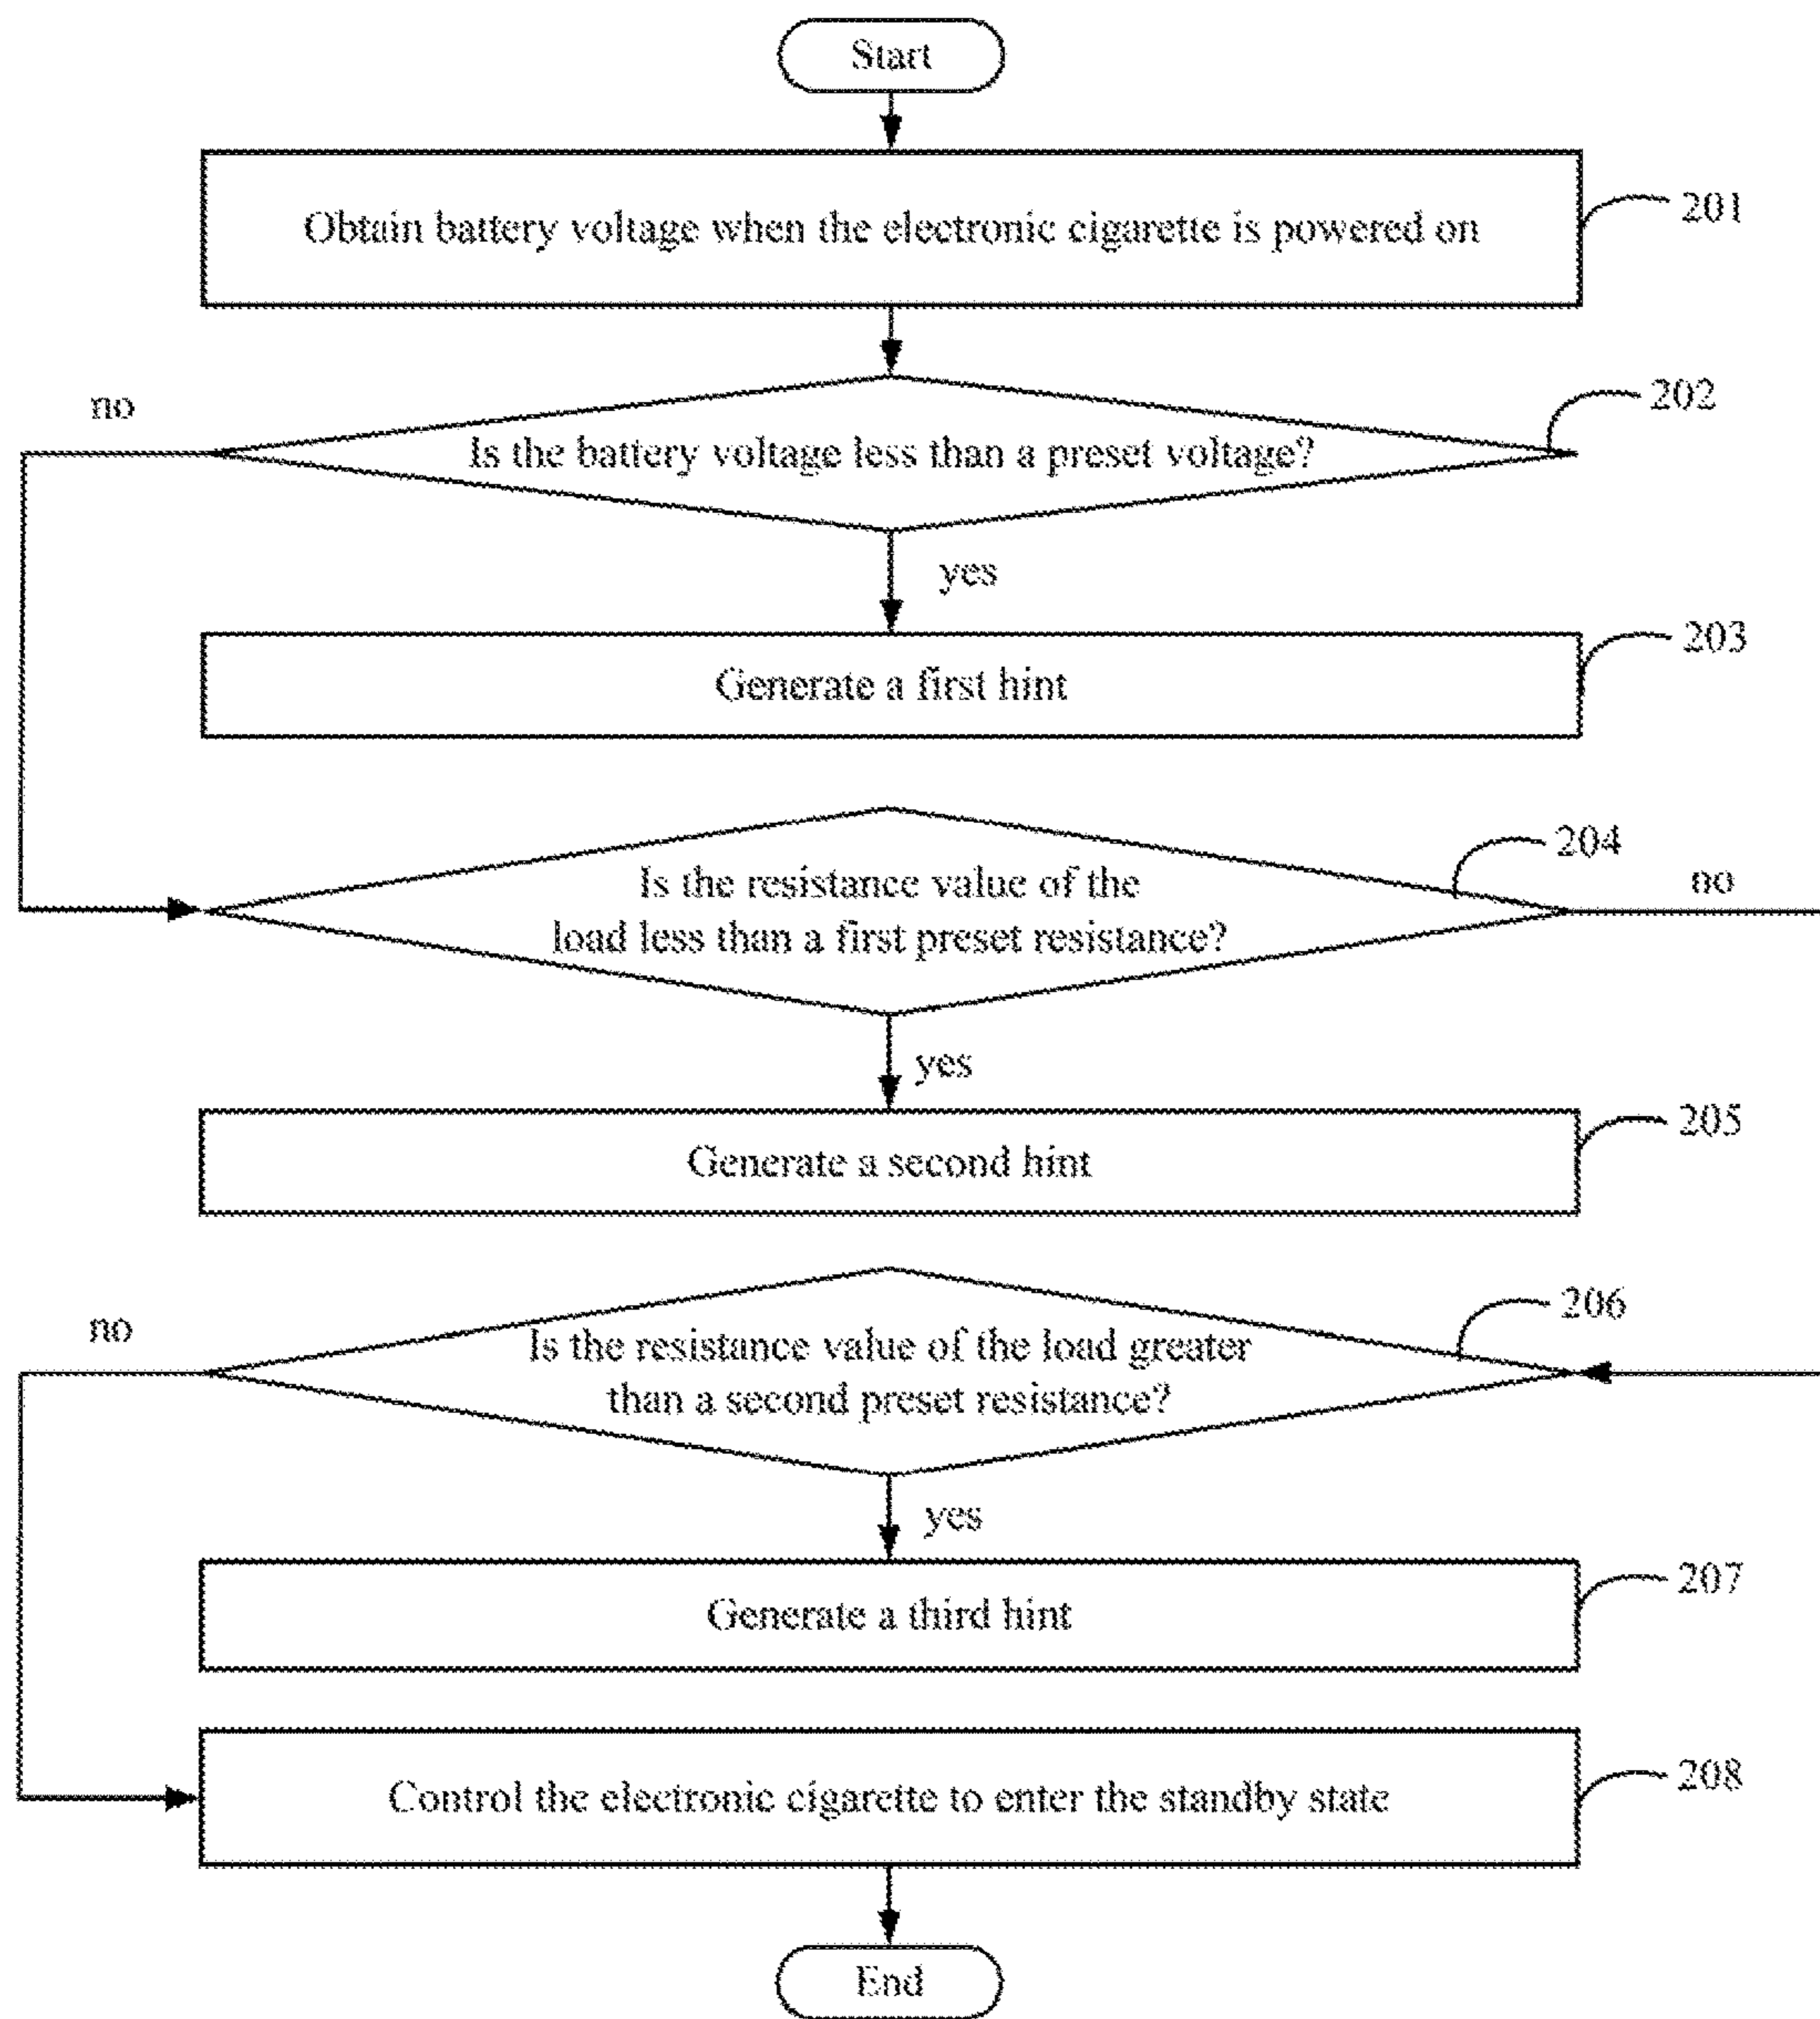 Start
Obtain battery voltage when the electronic cigarette is powered on
201
no
202
Is the battery voltage less than a preset voltage?
yes
203
Generate a first hint
204
no
Is the resistance value of the
load less than a first preset resistance?
yes
205
Generate a second hint
206
no
Is the resistance value of the load greater
than a second preset resistance?
yes
207
Generate a third hint
208
Control the electronic cigarette to enter the standby state
End